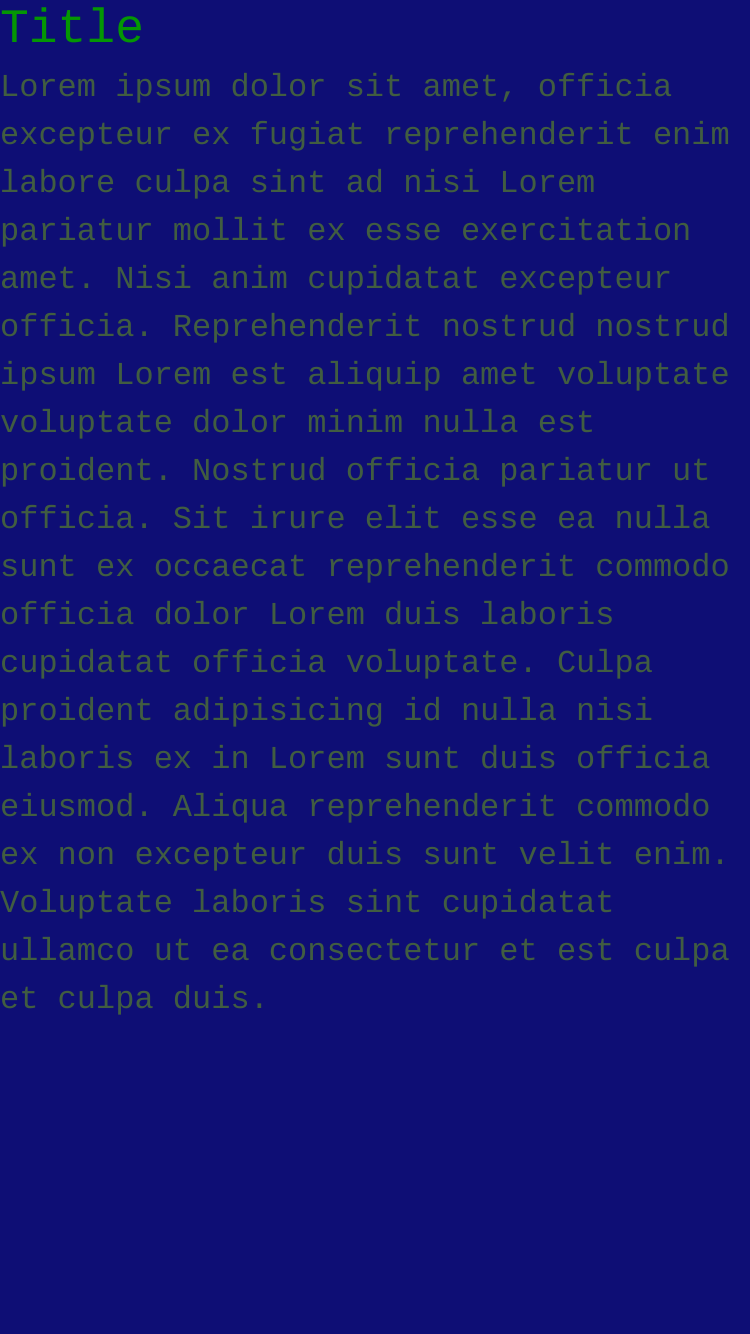 Title
Lorem ipsum dolor sit amet, officia
excepteur ex fugiat reprehenderit enim
labore culpa sint ad nisi Lorem
pariatur mollit ex esse exercitation
amet. Nisi anim cupidatat excepteur
officia. Reprehenderit nostrud nostrud
ipsum Lorem est aliquip amet voluptate
voluptate dolor minim nulla est
proident. Nostrud officia pariatur ut
officia. Sit irure elit esse ea nulla
sunt ex occaecat reprehenderit commodo
officia dolor Lorem duis laboris
cupidatat officia voluptate. Culpa
proident adipisicing id nulla nisi
laboris ex in Lorem sunt duis officia
eiusmod. Aliqua reprehenderit commodo
ex non excepteur duis sunt velit enim.
Voluptate laboris sint cupidatat
ullamco ut ea consectetur et est culpa
et culpa duis.